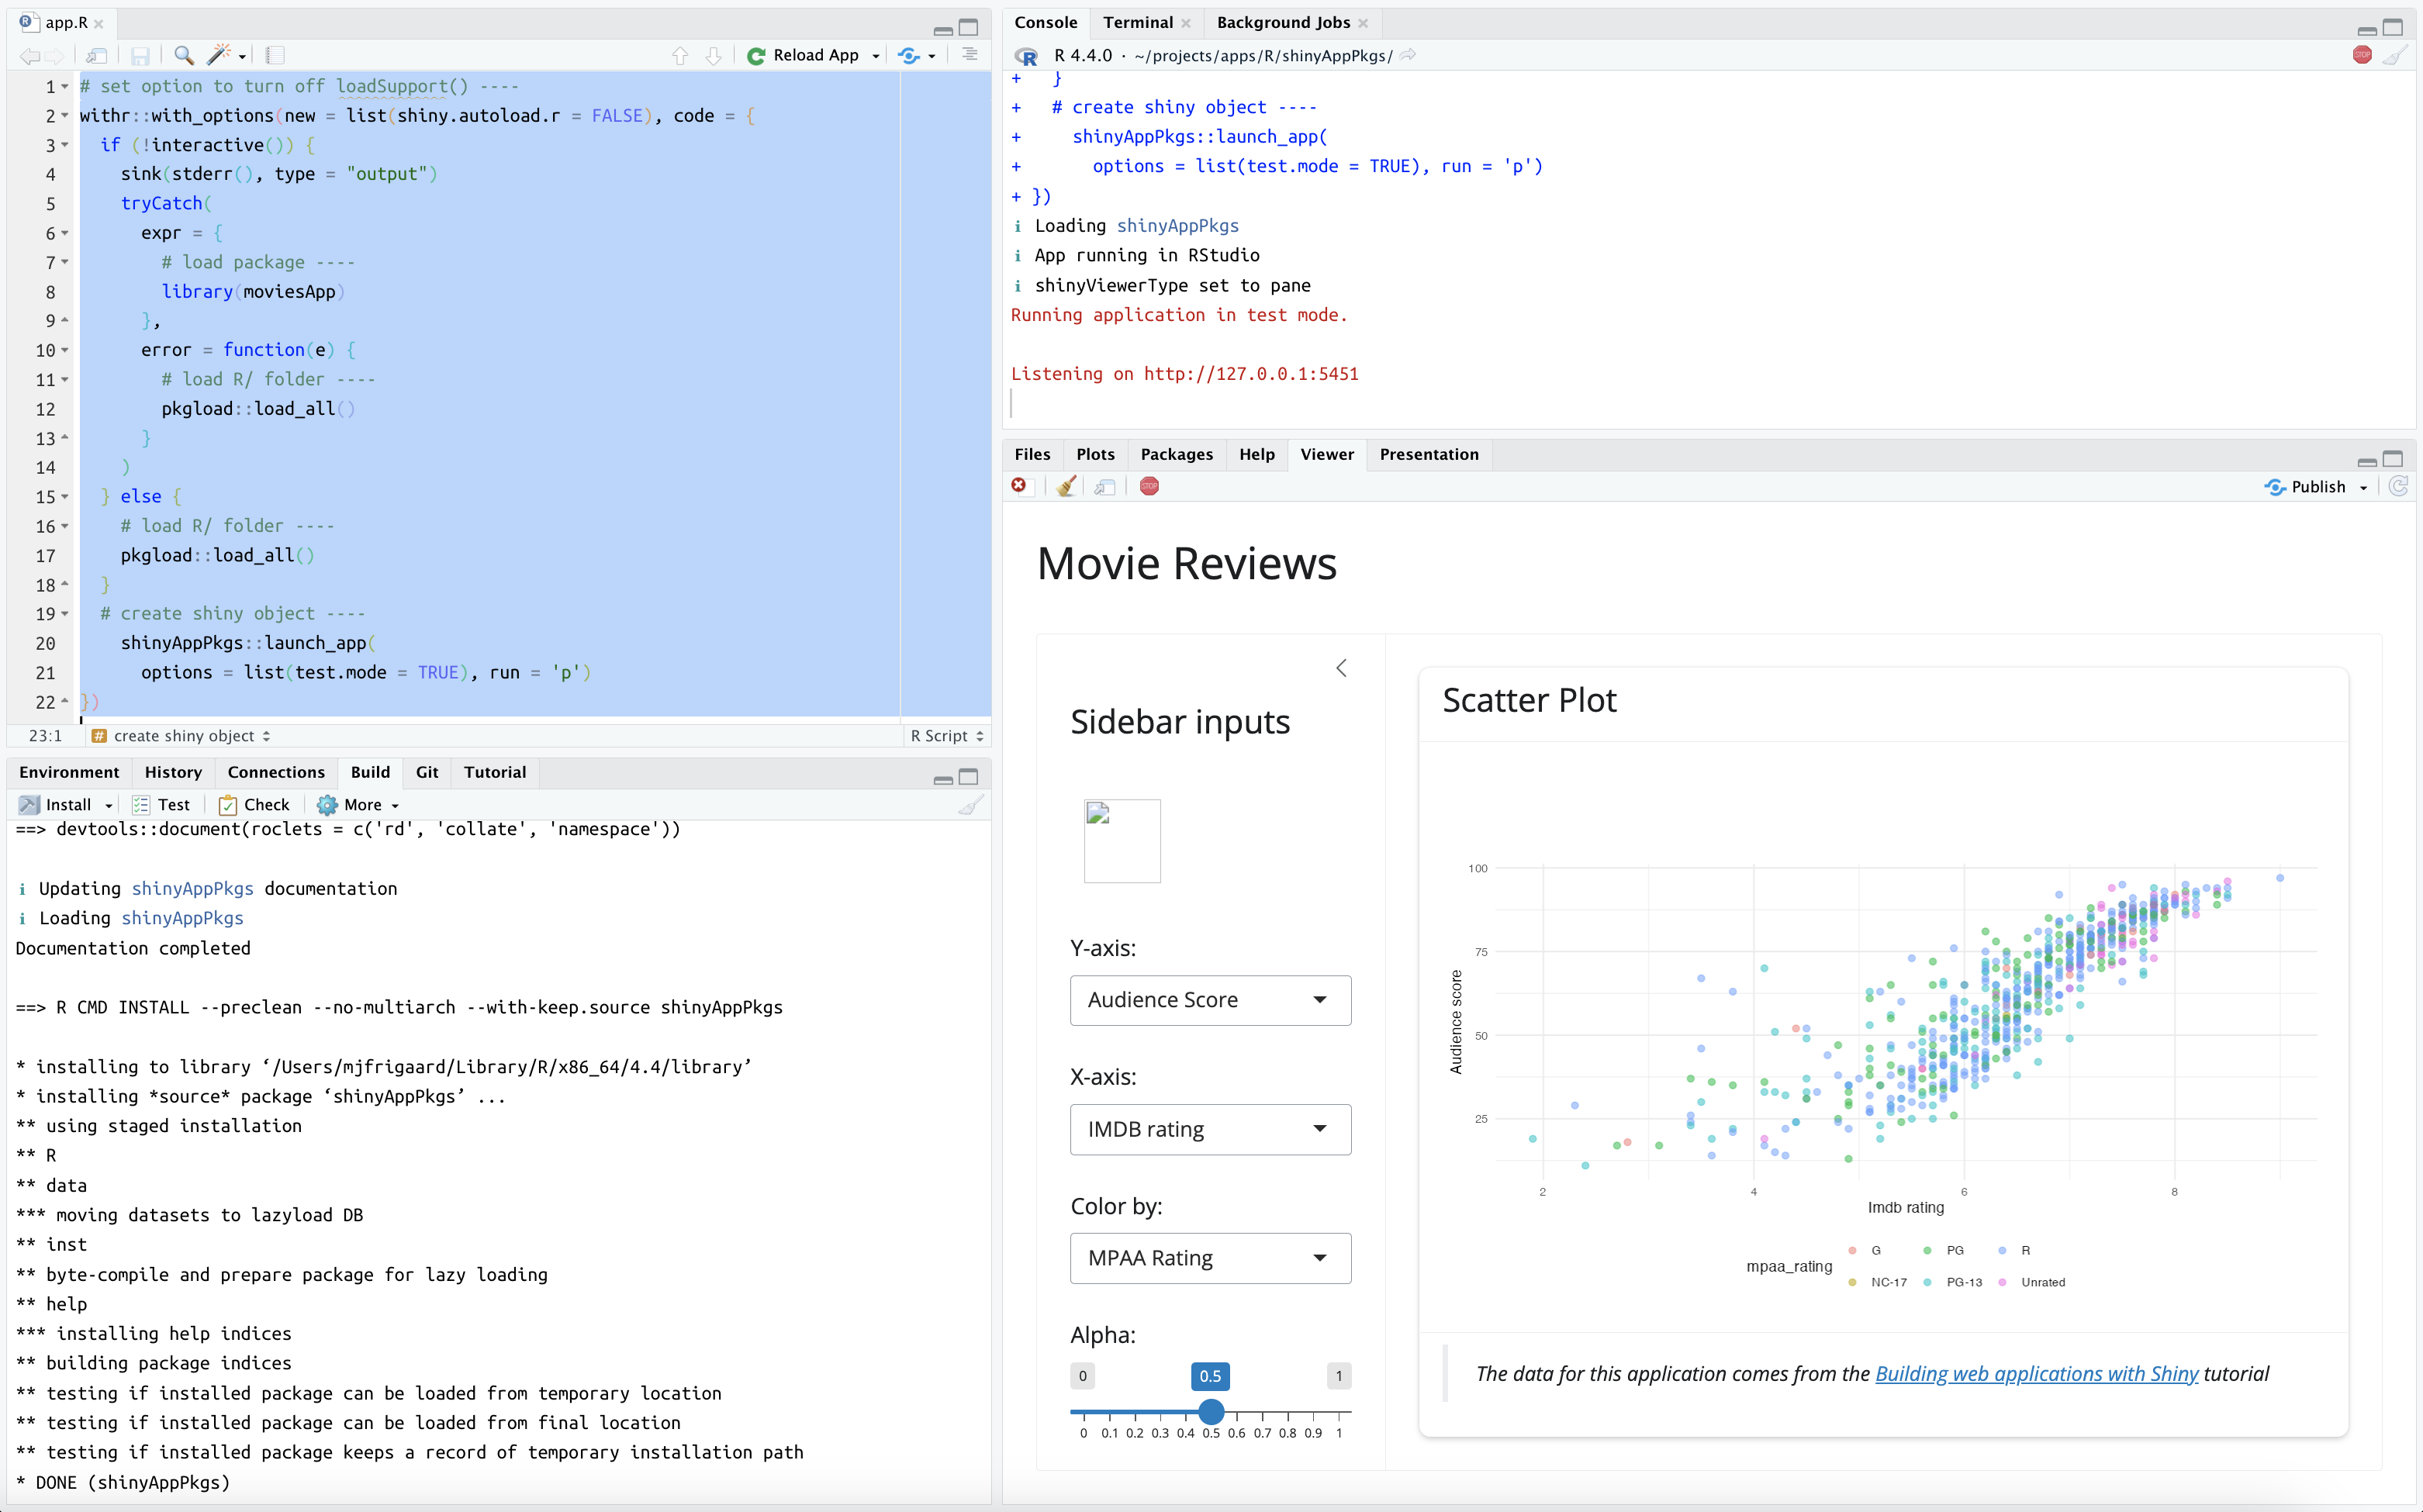 app.R
Reload App
1 # set option to turn off loadSupport() ----
2 withr::with_options(new = list(shiny.autoload.r = FALSE), code = {
3 if (!interactive()) {
4 sink(stderr(), type = "output")
5 tryCatch(
6 expr = {
7 # load package ----
8 library(moviesApp)
9 },
10 error = function(e) {
11 # load R/ folder ----
12 pkgload::load_all()
13 }
14 )
15 } else {
16 # load R/ folder ----
17 pkgload::load_all()
18 }
19 # create shiny object ----
20 shinyAppPkgs::launch_app(
21 options = list(test.mode = TRUE), run = 'p')
22 })
23:1 # create shiny object R Script
Environment History Connections Build Git Tutorial
Install Test Check More
==> devtools::document(roclets = c('rd', 'collate', 'namespace'))
ℹ Updating shinyAppPkgs documentation
ℹ Loading shinyAppPkgs
Documentation completed
==> R CMD INSTALL --preclean --no-multiarch --with-keep.source shinyAppPkgs
* installing to library ‘/Users/mjfrigaard/Library/R/x86_64/4.4/library’
* installing *source* package ‘shinyAppPkgs’ ...
** using staged installation
** R
** data
*** moving datasets to lazyload DB
** inst
** byte-compile and prepare package for lazy loading
** help
*** installing help indices
** building package indices
** testing if installed package can be loaded from temporary location
** testing if installed package can be loaded from final location
** testing if installed package keeps a record of temporary installation path
* DONE (shinyAppPkgs)
Console Terminal Background Jobs
R 4.4.0 · ~/projects/apps/R/shinyAppPkgs/
STOP
+ }
+ # create shiny object ----
+ shinyAppPkgs::launch_app(
+ options = list(test.mode = TRUE), run = 'p')
+ })
ℹ Loading shinyAppPkgs
ℹ App running in RStudio
ℹ shinyViewerType set to pane
Running application in test mode.
Listening on http://127.0.0.1:5451
Files Plots Packages Help Viewer Presentation
STOP
Publish
Movie Reviews
Sidebar inputs
Y-axis:
Audience Score
X-axis:
IMDB rating
Color by:
MPAA Rating
Alpha:
0 0.5 1
0 0.1 0.2 0.3 0.4 0.5 0.6 0.7 0.8 0.9 1
Scatter Plot
100
75
50
25
Audience score
2 4 6 8
Imdb rating
mpaa_rating
G PG R
NC-17 PG-13 Unrated
The data for this application comes from the Building web applications with Shiny tutorial